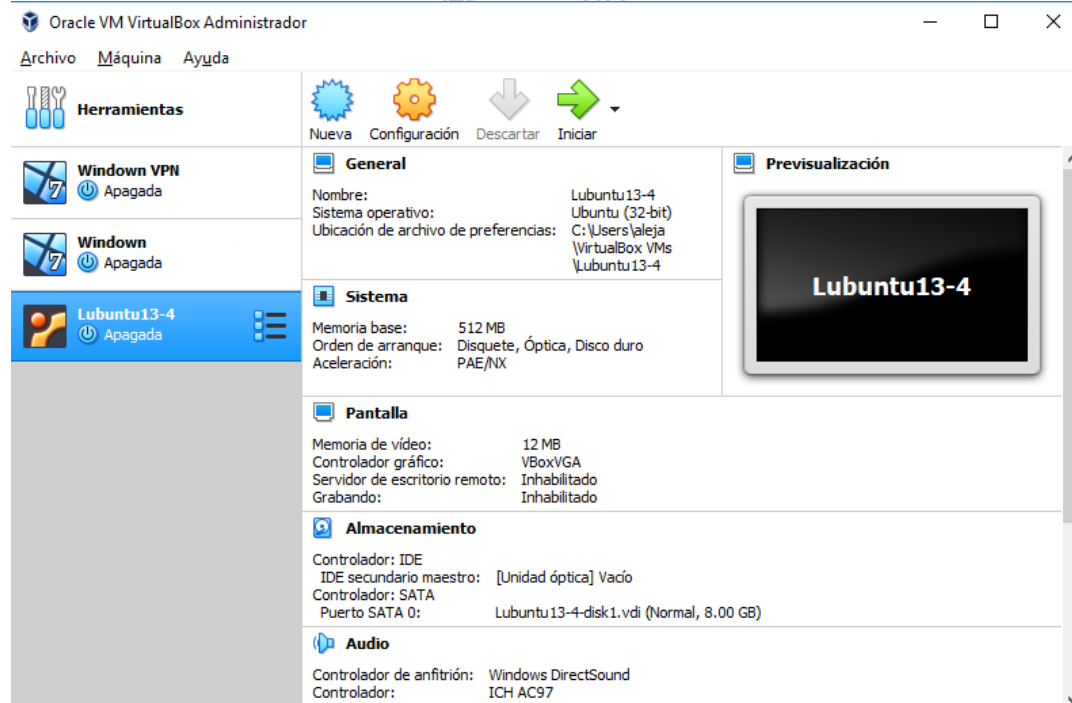 Oracle VM VirtualBox Administrador
Archivo Máquina Ayuda
Herramientas
Nueva Configuración Descartar Iniciar
Windown VPN
Apagada
Windown
Apagada
Lubuntu13-4
Apagada
General
Nombre: Lubuntu13-4
Sistema operativo: Ubuntu (32-bit)
Ubicación de archivo de preferencias: C:\Users\aleja
\VirtualBox VMs
\Lubuntu13-4
Previsualización
Lubuntu13-4
Sistema
Memoria base: 512 MB
Orden de arranque: Disquete, Óptica, Disco duro
Aceleración: PAE/NX
Pantalla
Memoria de vídeo: 12 MB
Controlador gráfico: VBoxVGA
Servidor de escritorio remoto: Inhabilitado
Grabando: Inhabilitado
Almacenamiento
Controlador: IDE
IDE secundario maestro: [Unidad óptica] Vacío
Controlador: SATA
Puerto SATA 0: Lubuntu13-4-disk1.vdi (Normal, 8.00 GB)
Audio
Controlador de anfitrión: Windows DirectSound
Controlador: ICH AC97